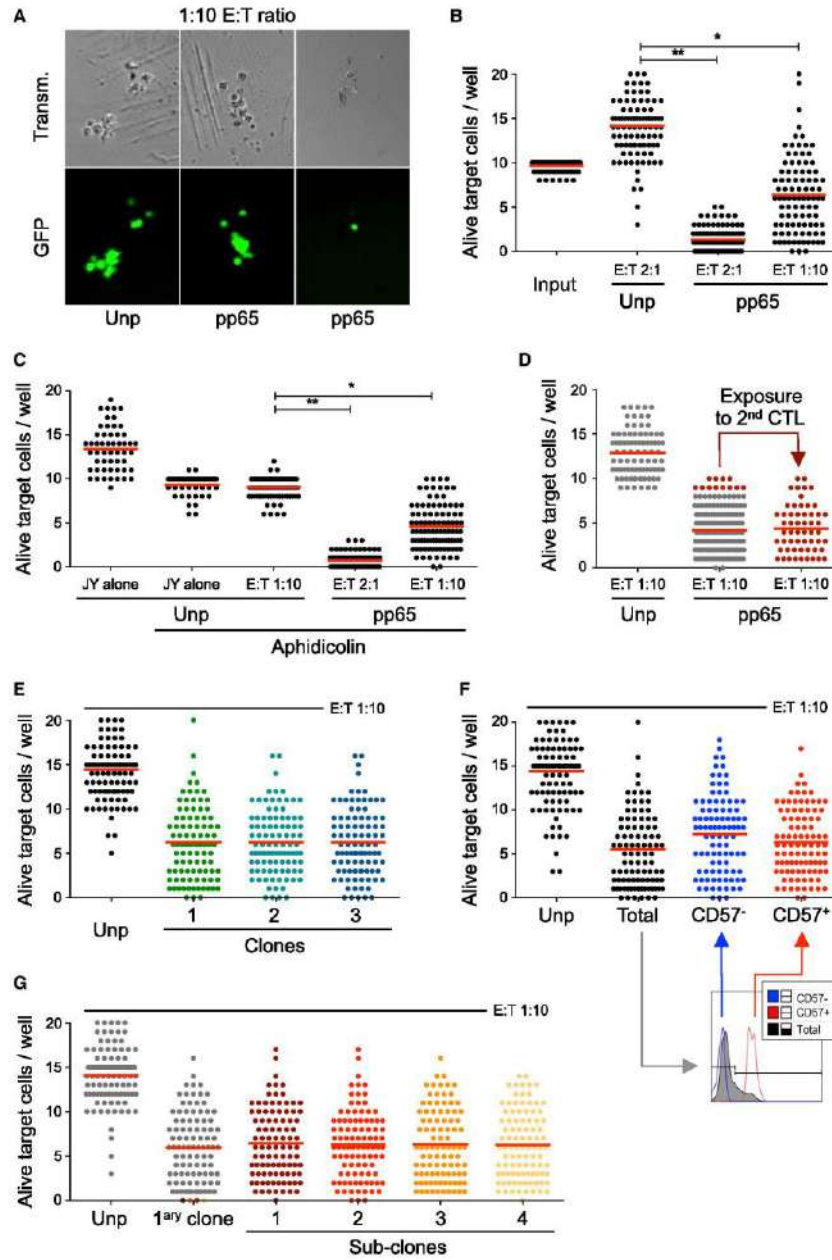 A
1:10 E:T ratio
Transm.
GFP
Unp pp65 pp65
B
Alive target cells / well
20
15
10
5
0
*
**
Input
E:T 2:1 E:T 2:1 E:T 1:10
Unp pp65
C
Alive target cells / well
20
15
10
5
0
*
**
JY alone JY alone E:T 1:10 E:T 2:1 E:T 1:10
Unp pp65
Aphidicolin
D
Alive target cells / well
20
15
10
5
0
Exposure
to 2nd CTL
E:T 1:10 E:T 1:10 E:T 1:10
Unp pp65
E
E:T 1:10
Alive target cells / well
20
15
10
5
0
Unp 1 2 3
Clones
F
E:T 1:10
Alive target cells / well
20
15
10
5
0
Unp Total CD57- CD57+
CD57-
CD57+
Total
G
E:T 1:10
Alive target cells / well
20
15
10
5
0
Unp 1ary clone 1 2 3 4
Sub-clones